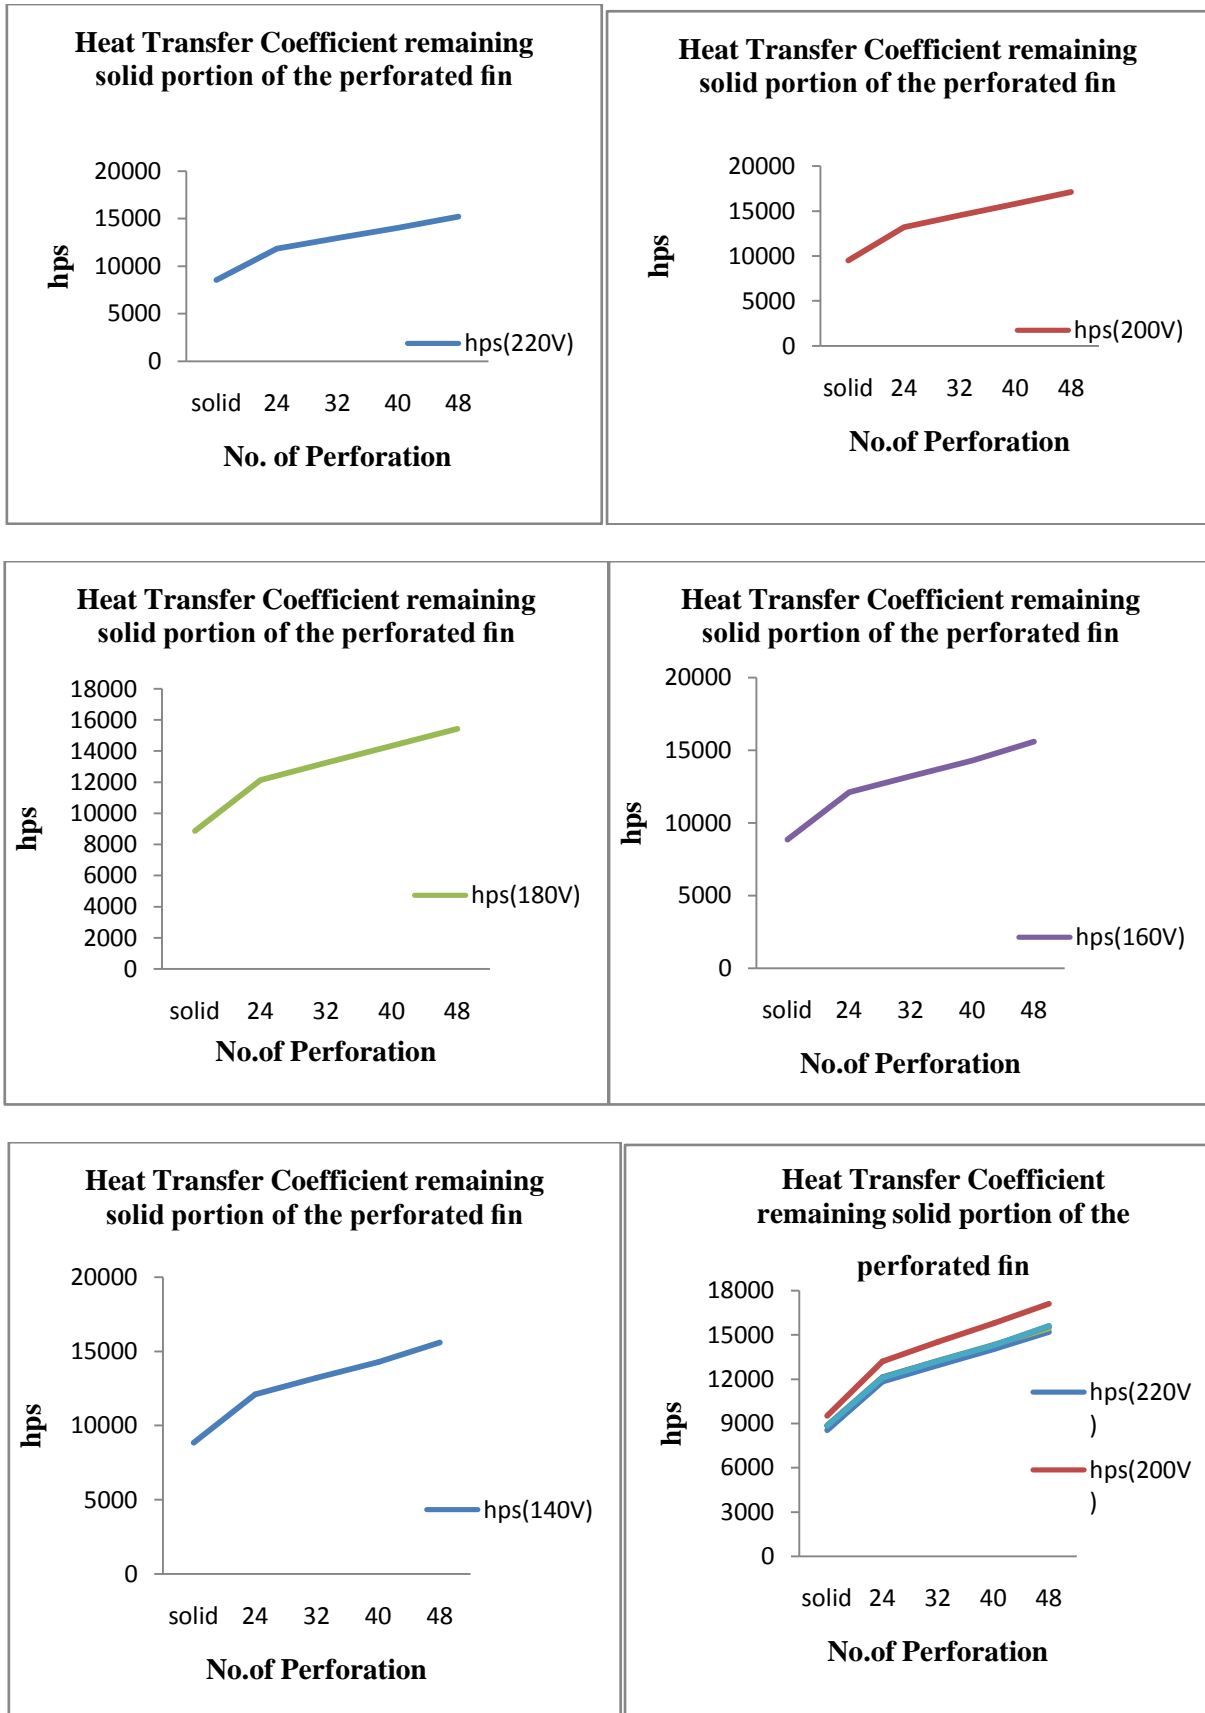 Heat Transfer Coefficient remaining
solid portion of the perforated fin
20000
15000
10000
5000
0
hps
hps(220V)
solid 24 32 40 48
No. of Perforation
Heat Transfer Coefficient remaining
solid portion of the perforated fin
20000
15000
10000
5000
0
hps
hps(200V)
solid 24 32 40 48
No.of Perforation
Heat Transfer Coefficient remaining
solid portion of the perforated fin
18000
16000
14000
12000
10000
8000
6000
4000
2000
0
hps
hps(180V)
solid 24 32 40 48
No.of Perforation
Heat Transfer Coefficient remaining
solid portion of the perforated fin
20000
15000
10000
5000
0
hps
hps(160V)
solid 24 32 40 48
No.of Perforation
Heat Transfer Coefficient remaining
solid portion of the perforated fin
20000
15000
10000
5000
0
hps
hps(140V)
solid 24 32 40 48
No.of Perforation
Heat Transfer Coefficient
remaining solid portion of the
perforated fin
18000
15000
12000
9000
6000
3000
0
hps
hps(220V
)
hps(200V
)
solid 24 32 40 48
No.of Perforation